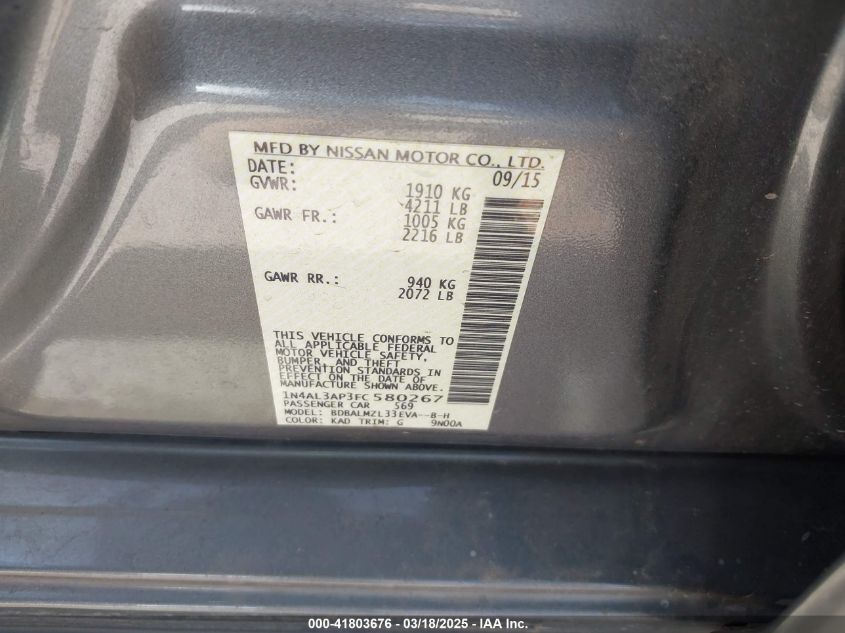 MFD BY NISSAN MOTOR CO., LTD.
DATE: 09/15
GVWR: 1910 KG
4211 LB
GAWR FR.: 1005 KG
2216 LB
GAWR RR.: 940 KG
2072 LB
THIS VEHICLE CONFORMS TO
ALL APPLICABLE FEDERAL
MOTOR VEHICLE SAFETY,
BUMPER, AND THEFT
PREVENTION STANDARDS IN
EFFECT ON THE DATE OF
MANUFACTURE SHOWN ABOVE.
1N4AL3AP3FC580267
PASSENGER CAR S69
MODEL: BDBALMZL33EVA--B-H
COLOR: KAD TRIM: G 9N00A
000-41803676 - 03/18/2025 - IAA Inc.